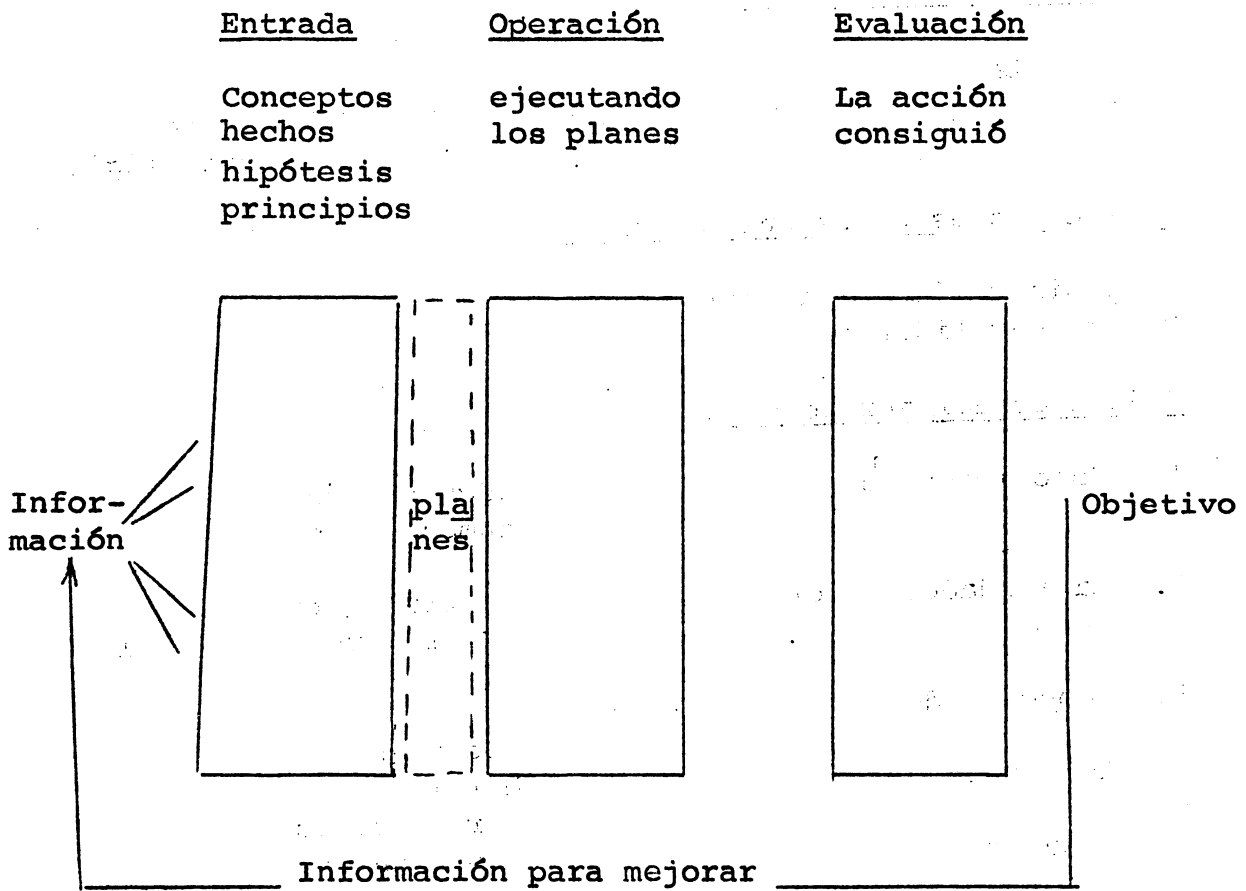 Entrada Operación Evaluación
Conceptos ejecutando La acción
hechos los planes consiguió
hipótesis
principios
Infor- pla Objetivo
mación nes
Información para mejorar